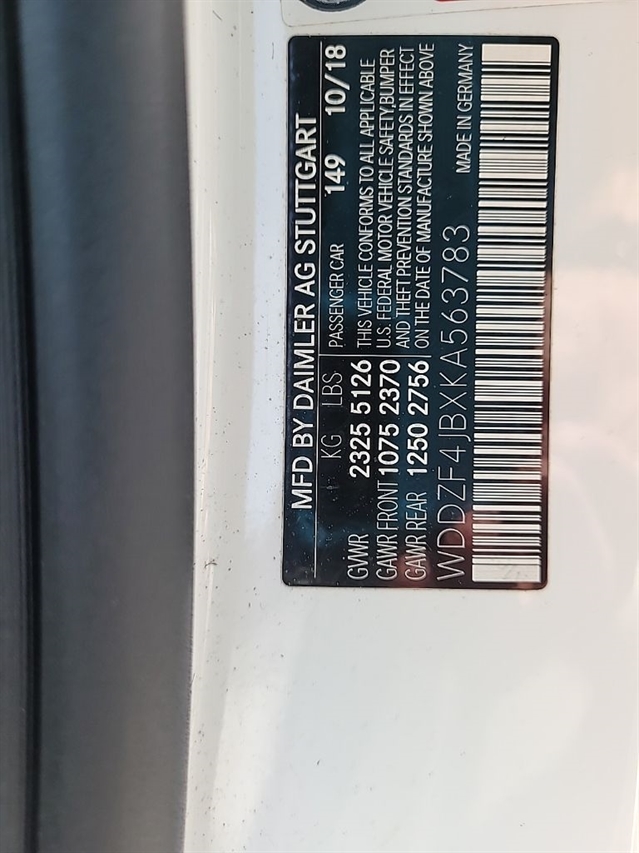 MFD BY DAIMLER AG STUTTGART
KG LBS PASSENGER CAR 149 10/18
GVWR 2325 5126 THIS VEHICLE CONFORMS TO ALL APPLICABLE
GAWR FRONT 1075 2370 U.S. FEDERAL MOTOR VEHICLE SAFETY,BUMPER
AND THEFT PREVENTION STANDARDS IN EFFECT
GAWR REAR 1250 2756 ON THE DATE OF MANUFACTURE SHOWN ABOVE
WDDZF4JBXKA563783 MADE IN GERMANY